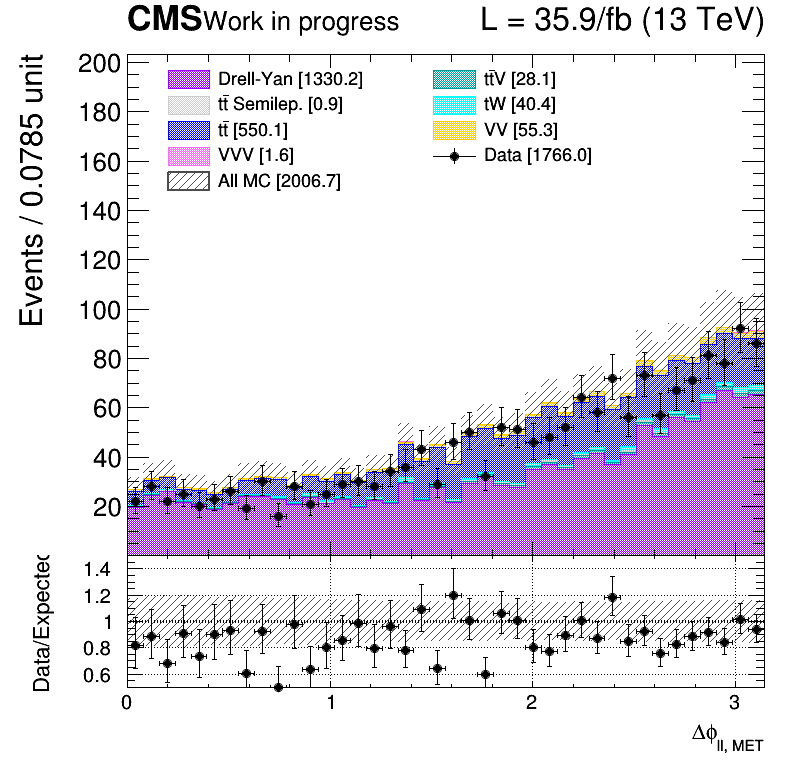 CMS Work in progress L = 35.9/fb (13 TeV)
Events / 0.0785 unit
200
180
160
140
120
100
80
60
40
20
Drell-Yan [1330.2]
tt̄ Semilep. [0.9]
tt̄ [550.1]
VVV [1.6]
All MC [2006.7]
tt̄V [28.1]
tW [40.4]
VV [55.3]
Data [1766.0]
Data/Expected
1.4
1.2
1
0.8
0.6
0 1 2 3
Δϕll, MET